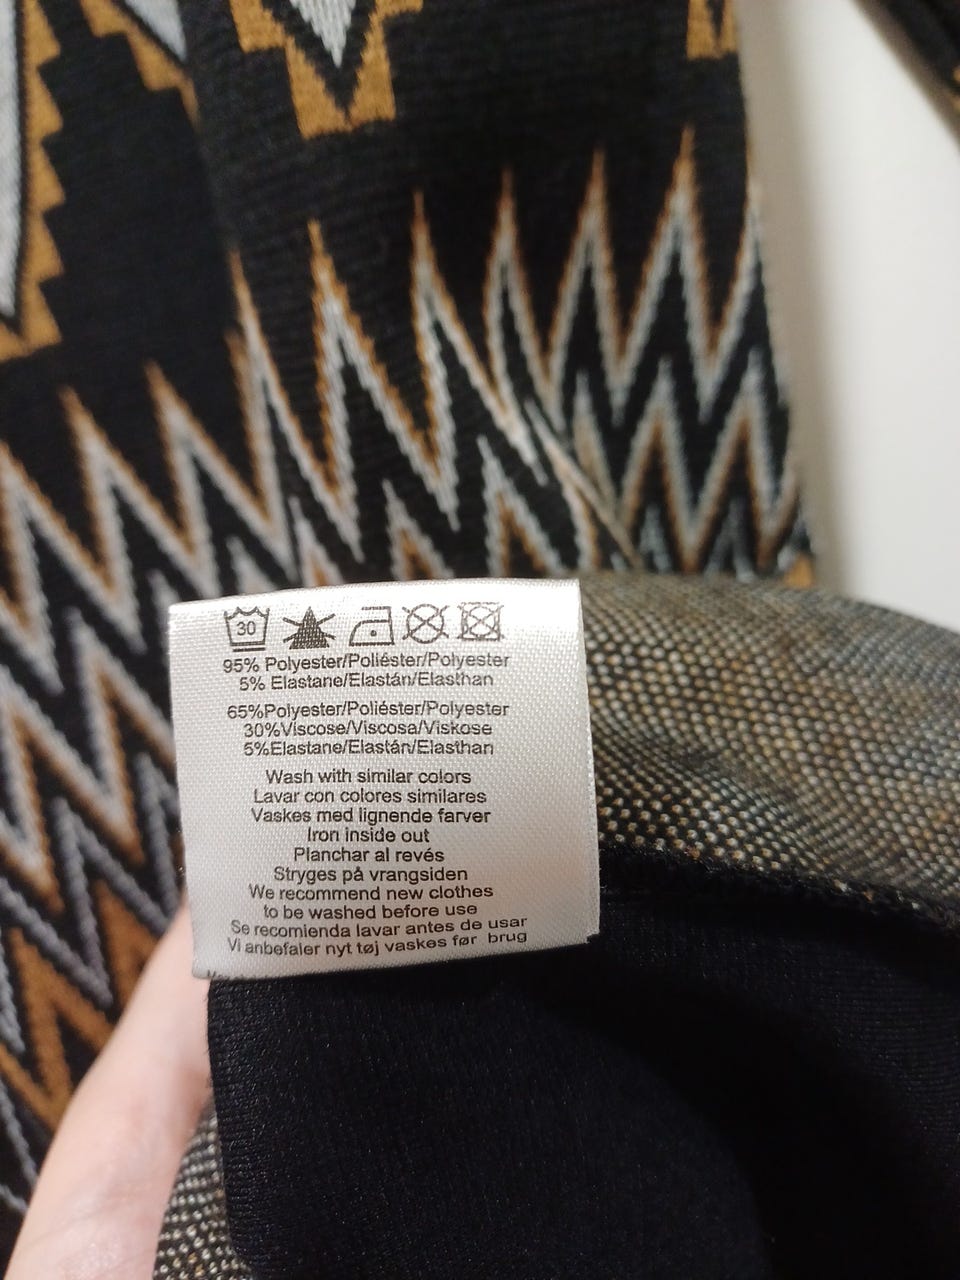 30
95% Polyester/Poliéster/Polyester
5% Elastane/Elastán/Elasthan
65%Polyester/Poliéster/Polyester
30%Viscose/Viscosa/Viskose
5%Elastane/Elastán/Elasthan
Wash with similar colors
Lavar con colores similares
Vaskes med lignende farver
Iron inside out
Planchar al revés
Stryges på vrangsiden
We recommend new clothes
to be washed before use
Se recomienda lavar antes de usar
Vi anbefaler nyt tøj vaskes før brug